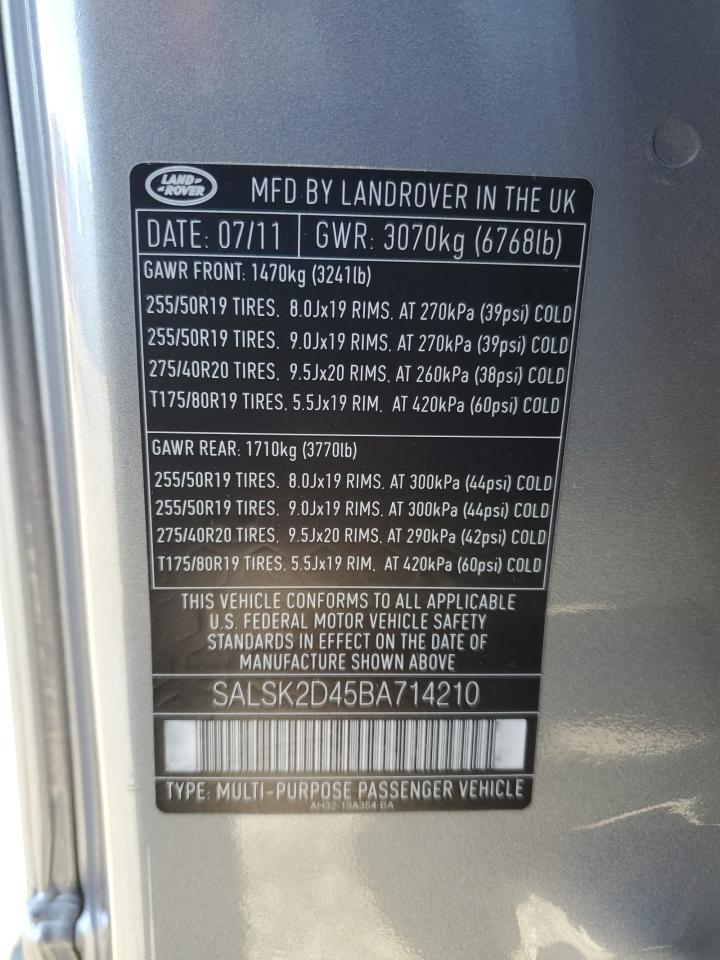 LAND-
-ROVER
MFD BY LANDROVER IN THE UK
DATE: 07/11 GWR: 3070kg (6768lb)
GAWR FRONT: 1470kg (3241lb)
255/50R19 TIRES, 8.0Jx19 RIMS, AT 270kPa (39psi) COLD
255/50R19 TIRES, 9.0Jx19 RIMS, AT 270kPa (39psi) COLD
275/40R20 TIRES, 9.5Jx20 RIMS, AT 260kPa (38psi) COLD
T175/80R19 TIRES, 5.5Jx19 RIM, AT 420kPa (60psi) COLD
GAWR REAR: 1710kg (3770lb)
255/50R19 TIRES, 8.0Jx19 RIMS, AT 300kPa (44psi) COLD
255/50R19 TIRES, 9.0Jx19 RIMS, AT 300kPa (44psi) COLD
275/40R20 TIRES, 9.5Jx20 RIMS, AT 290kPa (42psi) COLD
T175/80R19 TIRES, 5.5Jx19 RIM, AT 420kPa (60psi) COLD
THIS VEHICLE CONFORMS TO ALL APPLICABLE
U.S. FEDERAL MOTOR VEHICLE SAFETY
STANDARDS IN EFFECT ON THE DATE OF
MANUFACTURE SHOWN ABOVE
SALSK2D45BA714210
TYPE: MULTI-PURPOSE PASSENGER VEHICLE
AH32-19A354-BA